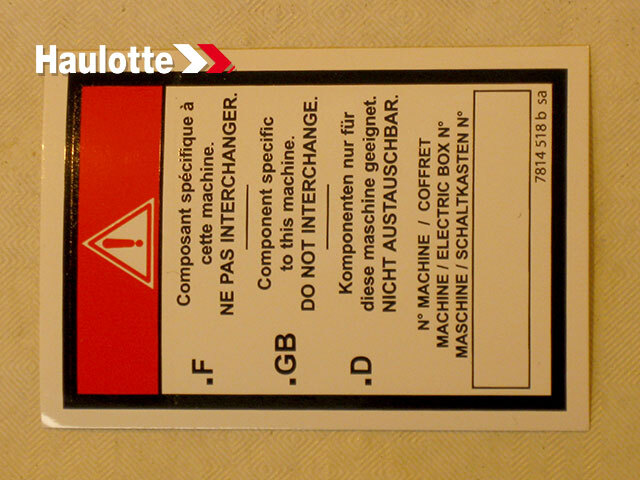 Haulotte
.F
Composant spécifique à
cette machine.
NE PAS INTERCHANGER.
.GB
Component specific
to this machine.
DO NOT INTERCHANGE.
.D
Komponenten nur für
diese maschine geeignet.
NICHT AUSTAUSCHBAR.
N° MACHINE / COFFRET
MACHINE / ELECTRIC BOX N°
MASCHINE / SCHALTKASTEN N°
7814 518 b sa